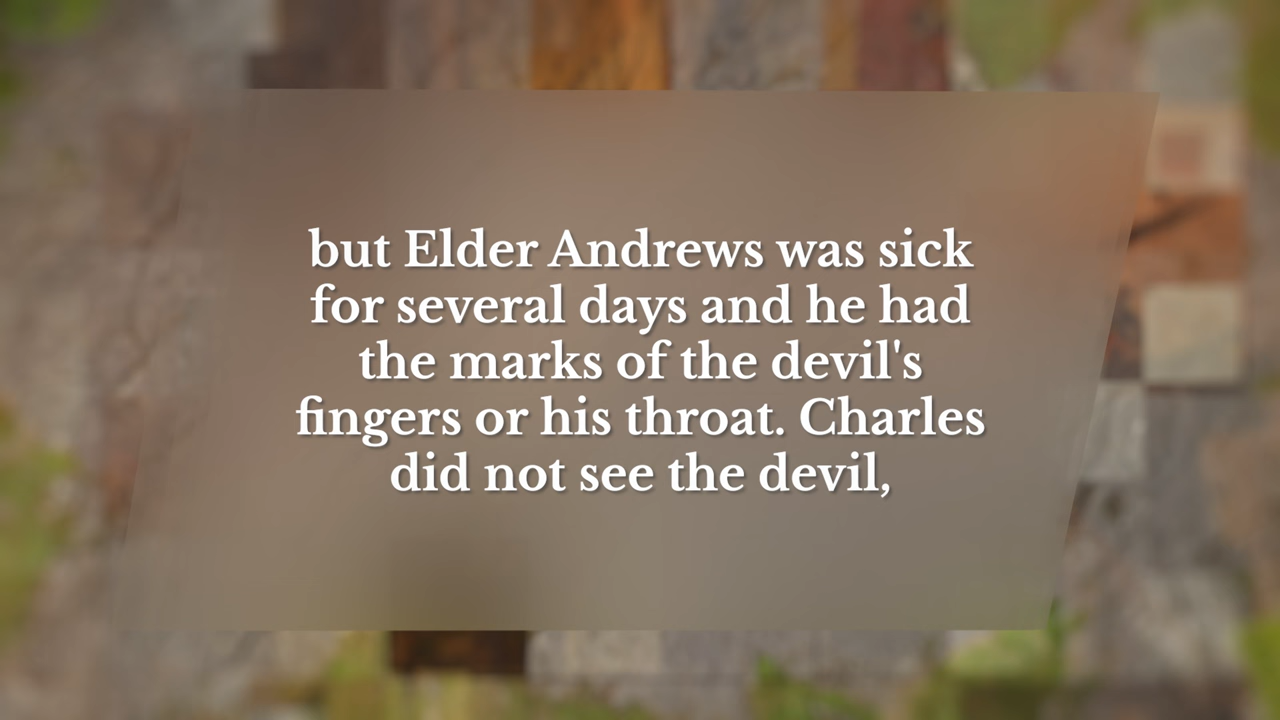 but Elder Andrews was sick
for several days and he had
the marks of the devil's
fingers or his throat. Charles
did not see the devil,